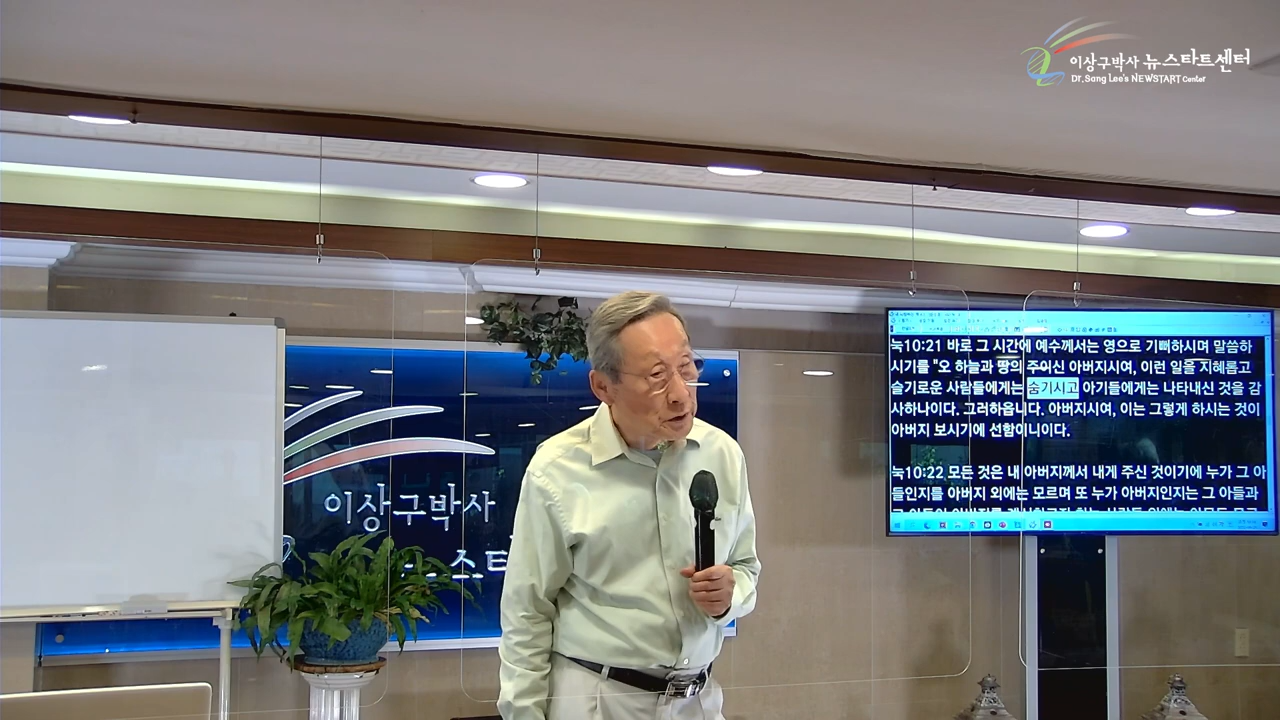 이상구박사 뉴스타트센터
Dr. Sang Lee's NEWSTART Center
눅10:21 바로 그 시간에 예수께서는 영으로 기뻐하시며 말씀하
시기를 "오 하늘과 땅의 주이신 아버지시여, 이런 일을 지혜롭고
슬기로운 사람들에게는 숨기시고 아기들에게는 나타내신 것을 감
사하나이다. 그러하옵니다. 아버지시여, 이는 그렇게 하시는 것이
아버지 보시기에 선함이니이다.
눅10:22 모든 것은 내 아버지께서 내게 주신 것이기에 누가 그 아
들인지를 아버지 외에는 모르며 또 누가 아버지인지는 그 아들과
이상구박사
스타